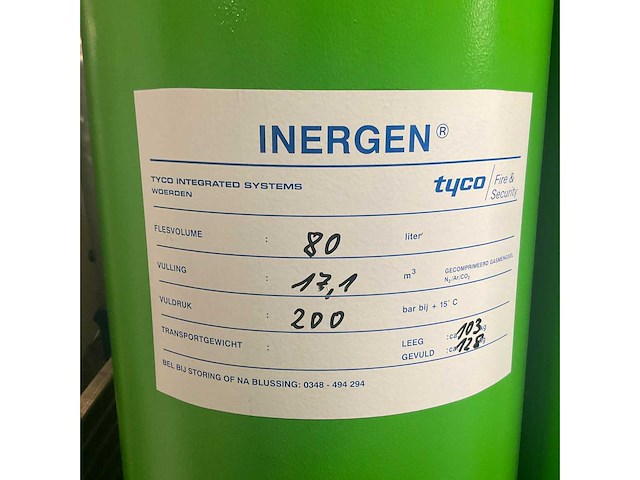 INERGEN®
TYCO INTEGRATED SYSTEMS
WOERDEN
tyco Fire & Security
FLESVOLUME : 80 liter
VULLING : 17,1 m³ GECOMPRIMEERD GASMENGSEL
N₂/Ar/CO₂
VULDRUK : 200 bar bij + 15° C
TRANSPORTGEWICHT : LEEG : ca 103 kg
GEVULD : ca 128 kg
BEL BIJ STORING OF NA BLUSSING: 0348 - 494 294